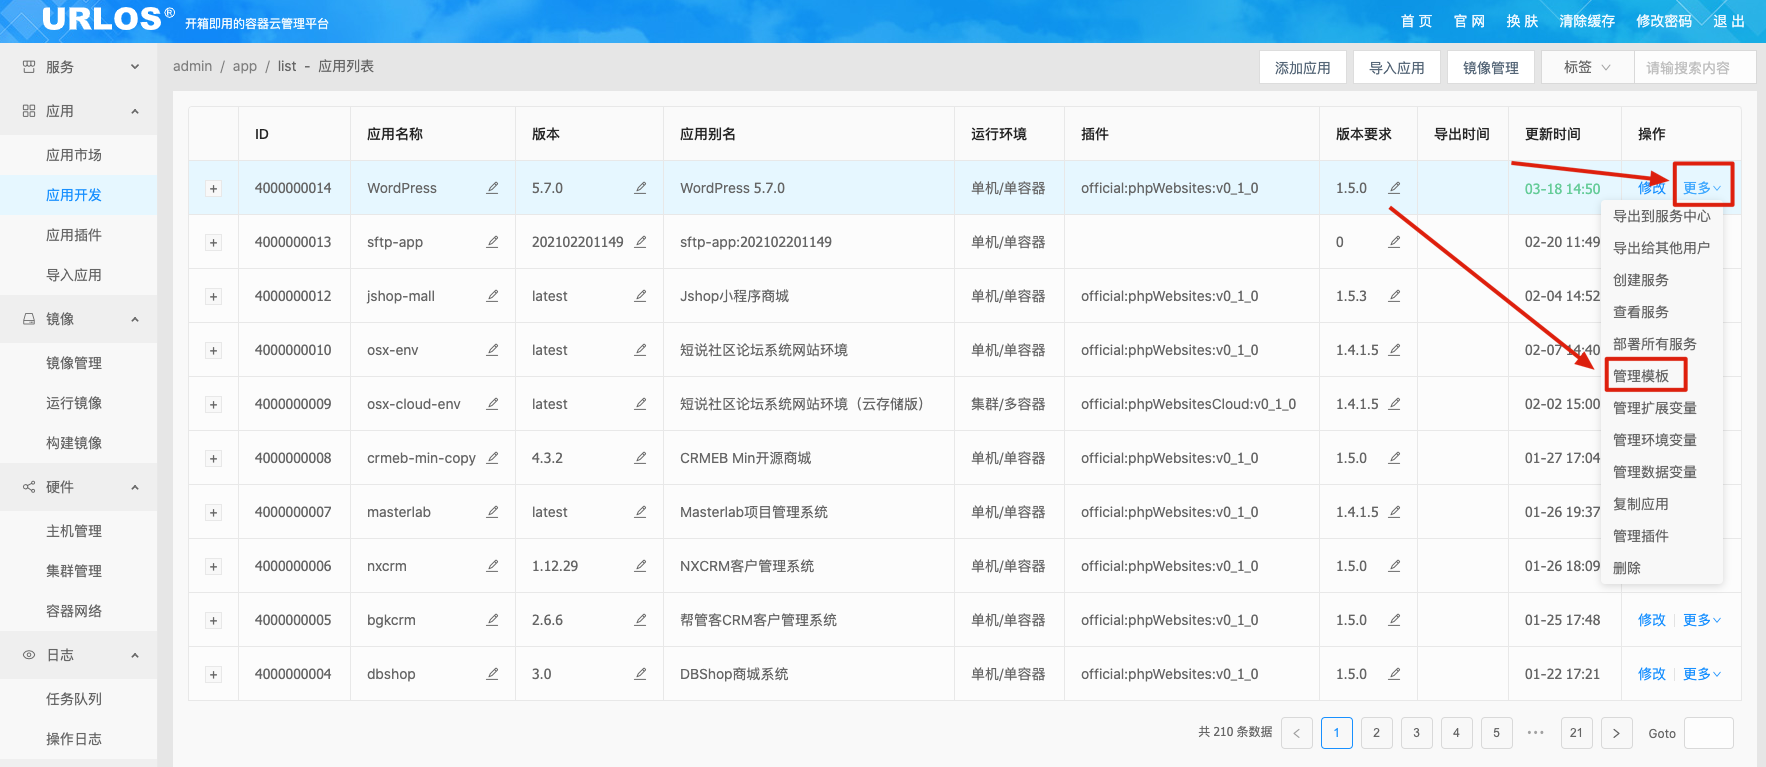 URLOS® 开箱即用的容器云管理平台 首 页 官 网 换 肤 清除缓存 修改密码 退 出
服务
应用
应用市场
应用开发
应用插件
导入应用
镜像
镜像管理
运行镜像
构建镜像
硬件
主机管理
集群管理
容器网络
日志
任务队列
操作日志
admin / app / list - 应用列表
添加应用 导入应用 镜像管理 标签 请输搜索内容
ID 应用名称 版本 应用别名 运行环境 插件 版本要求 导出时间 更新时间 操作
+ 4000000014 WordPress 5.7.0 WordPress 5.7.0 单机/单容器 official:phpWebsites:v0_1_0 1.5.0 03-18 14:50 修改 更多
+ 4000000013 sftp-app 202102201149 sftp-app:202102201149 单机/单容器 0 02-20 11:49
+ 4000000012 jshop-mall latest Jshop小程序商城 单机/单容器 official:phpWebsites:v0_1_0 1.5.3 02-04 14:52
+ 4000000010 osx-env latest 短说社区论坛系统网站环境 单机/单容器 official:phpWebsites:v0_1_0 1.4.1.5 02-07 14:40
+ 4000000009 osx-cloud-env latest 短说社区论坛系统网站环境（云存储版） 集群/多容器 official:phpWebsitesCloud:v0_1_0 1.4.1.5 02-02 15:00
+ 4000000008 crmeb-min-copy 4.3.2 CRMEB Min开源商城 单机/单容器 official:phpWebsites:v0_1_0 1.5.0 01-27 17:04
+ 4000000007 masterlab latest Masterlab项目管理系统 单机/单容器 official:phpWebsites:v0_1_0 1.4.1.5 01-26 19:37
+ 4000000006 nxcrm 1.12.29 NXCRM客户管理系统 单机/单容器 official:phpWebsites:v0_1_0 1.5.0 01-26 18:09
+ 4000000005 bgkcrm 2.6.6 帮管客CRM客户管理系统 单机/单容器 official:phpWebsites:v0_1_0 1.5.0 01-25 17:48 修改 更多
+ 4000000004 dbshop 3.0 DBShop商城系统 单机/单容器 official:phpWebsites:v0_1_0 1.5.0 01-22 17:21 修改 更多
导出到服务中心
导出给其他用户
创建服务
查看服务
部署所有服务
管理模板
管理扩展变量
管理环境变量
管理数据变量
复制应用
管理插件
删除
共 210 条数据 < 1 2 3 4 5 ••• 21 > Goto